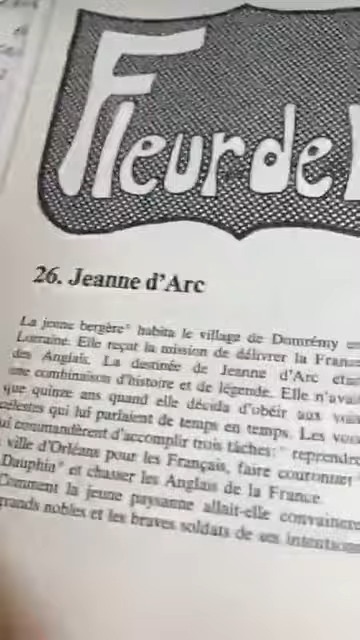 Fleur de
26. Jeanne d'Arc
La jeune bergère° habita le village de Domrémy en
Lorraine. Elle reçut la mission de délivrer la France
des Anglais. La destinée de Jeanne d'Arc était
une combinaison d'histoire et de légende. Elle n'avait
que quinze ans quand elle décida d'obéir aux voix
célestes qui lui parlaient de temps en temps. Les voix
lui commandèrent d'accomplir trois tâches:° reprendre
ville d'Orléans pour les Français, faire couronner
Dauphin° et chasser les Anglais de la France.
Comment la jeune paysanne allait-elle convaincre
grands nobles et les braves soldats de ses intentions